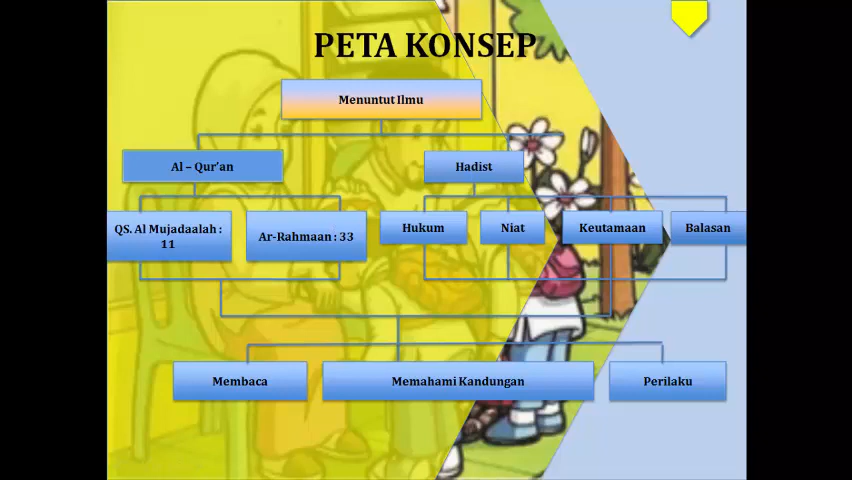 PETA KONSEP
Menuntut Ilmu
Al – Qur'an
Hadist
QS. Al Mujadaalah :
11
Ar-Rahmaan : 33
Hukum
Niat
Keutamaan
Balasan
Membaca
Memahami Kandungan
Perilaku